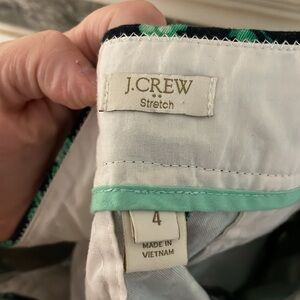 J.CREW
Stretch
4
MADE IN
VIETNAM